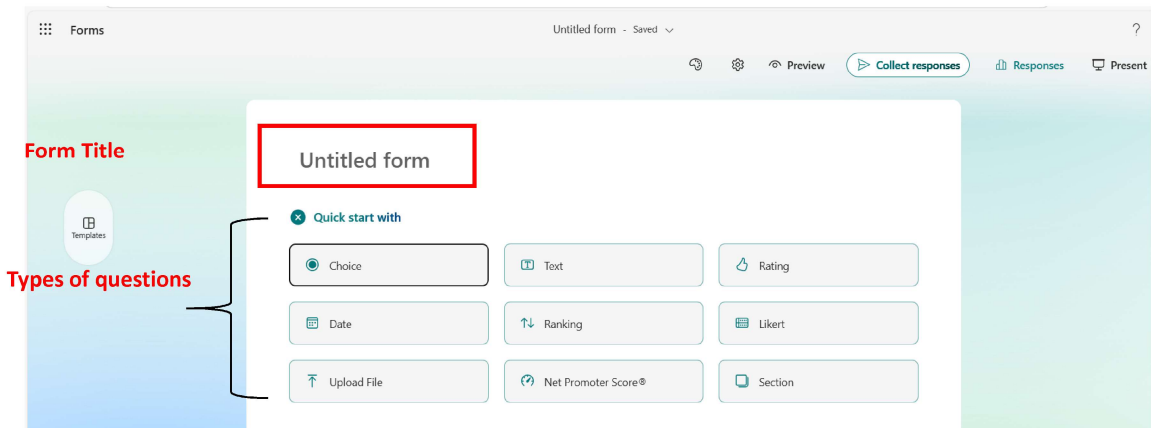 Forms
Untitled form - Saved
?
Preview
Collect responses
Responses
Present
Form Title
Untitled form
Templates
Quick start with
Types of questions
Choice
Text
Rating
Date
Ranking
Likert
Upload File
Net Promoter Score®
Section